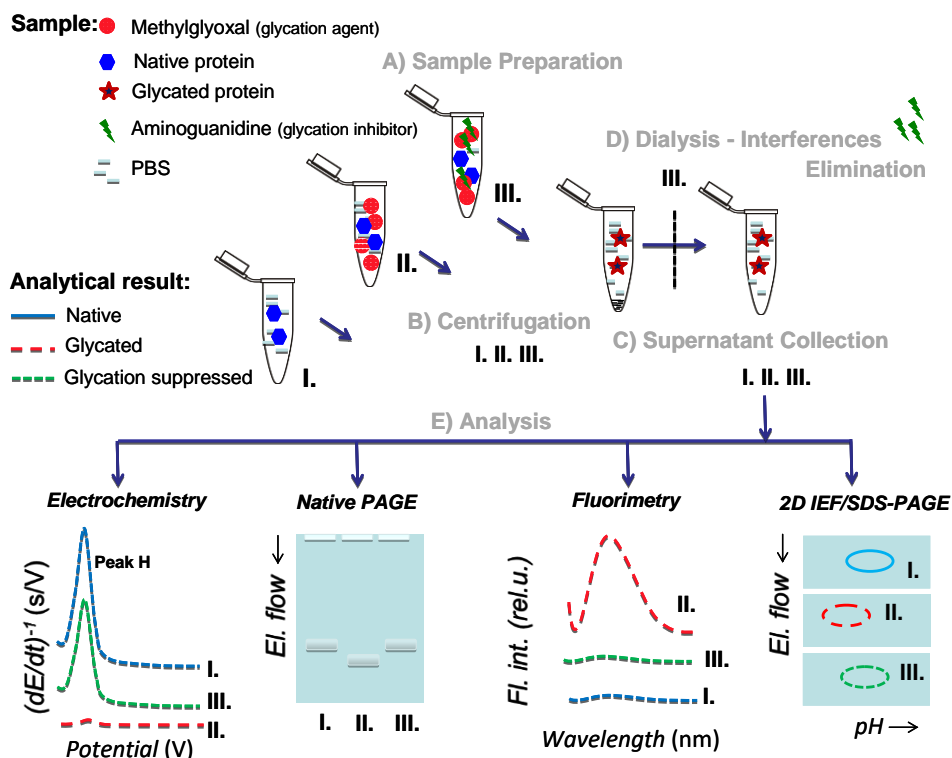 Sample:
Methylglyoxal (glycation agent)
Native protein
Glycated protein
Aminoguanidine (glycation inhibitor)
PBS
A) Sample Preparation
D) Dialysis - Interferences
Elimination
III.
III.
II.
I.
Analytical result:
Native
Glycated
Glycation suppressed
B) Centrifugation
I. II. III.
C) Supernatant Collection
I. II. III.
E) Analysis
Electrochemistry
Peak H
(dE/dt)-1 (s/V)
I.
III.
II.
Potential (V)
Native PAGE
El. flow →
I. II. III.
Fluorimetry
Fl. int. (rel.u.)
II.
III.
I.
Wavelength (nm)
2D IEF/SDS-PAGE
El. flow →
I.
II.
III.
pH →